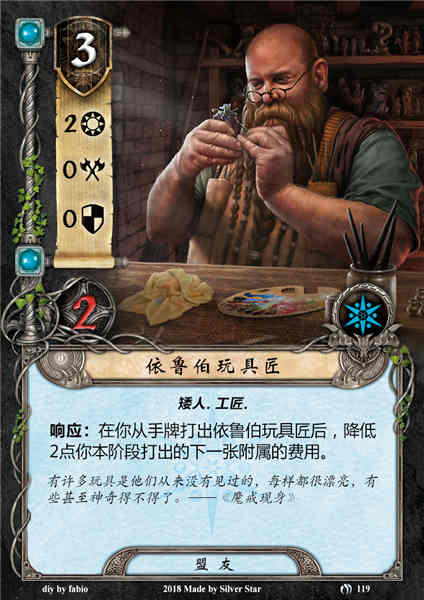 3
2
0
0
2
依鲁伯玩具匠
矮人. 工匠.
响应：在你从手牌打出依鲁伯玩具匠后，降低
2点你本阶段打出的下一张附属的费用。
有许多玩具是他们从来没有见过的，每样都很漂亮，有
些甚至神奇得不得了。——《魔戒现身》
盟友
diy by fabio 2018 Made by Silver Star 119